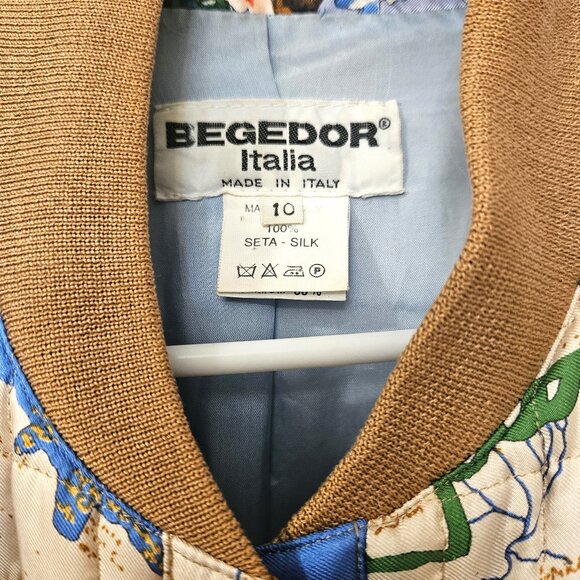 BEGEDOR®
Italia
MADE IN ITALY
10
100%
SETA - SILK
P